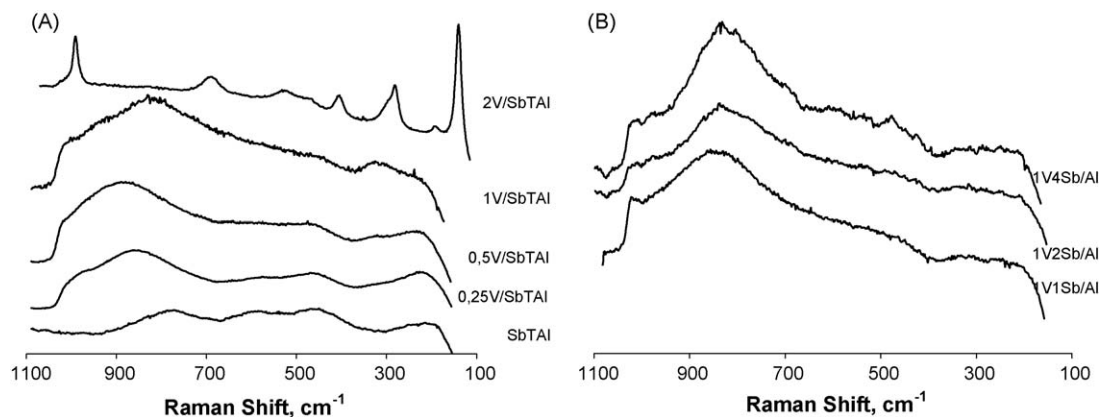 (A)
2V/SbTAl
1V/SbTAl
0,5V/SbTAl
0,25V/SbTAl
SbTAl
1100 900 700 500 300 100
Raman Shift, cm-1
(B)
1V4Sb/Al
1V2Sb/Al
1V1Sb/Al
1100 900 700 500 300 100
Raman Shift, cm-1